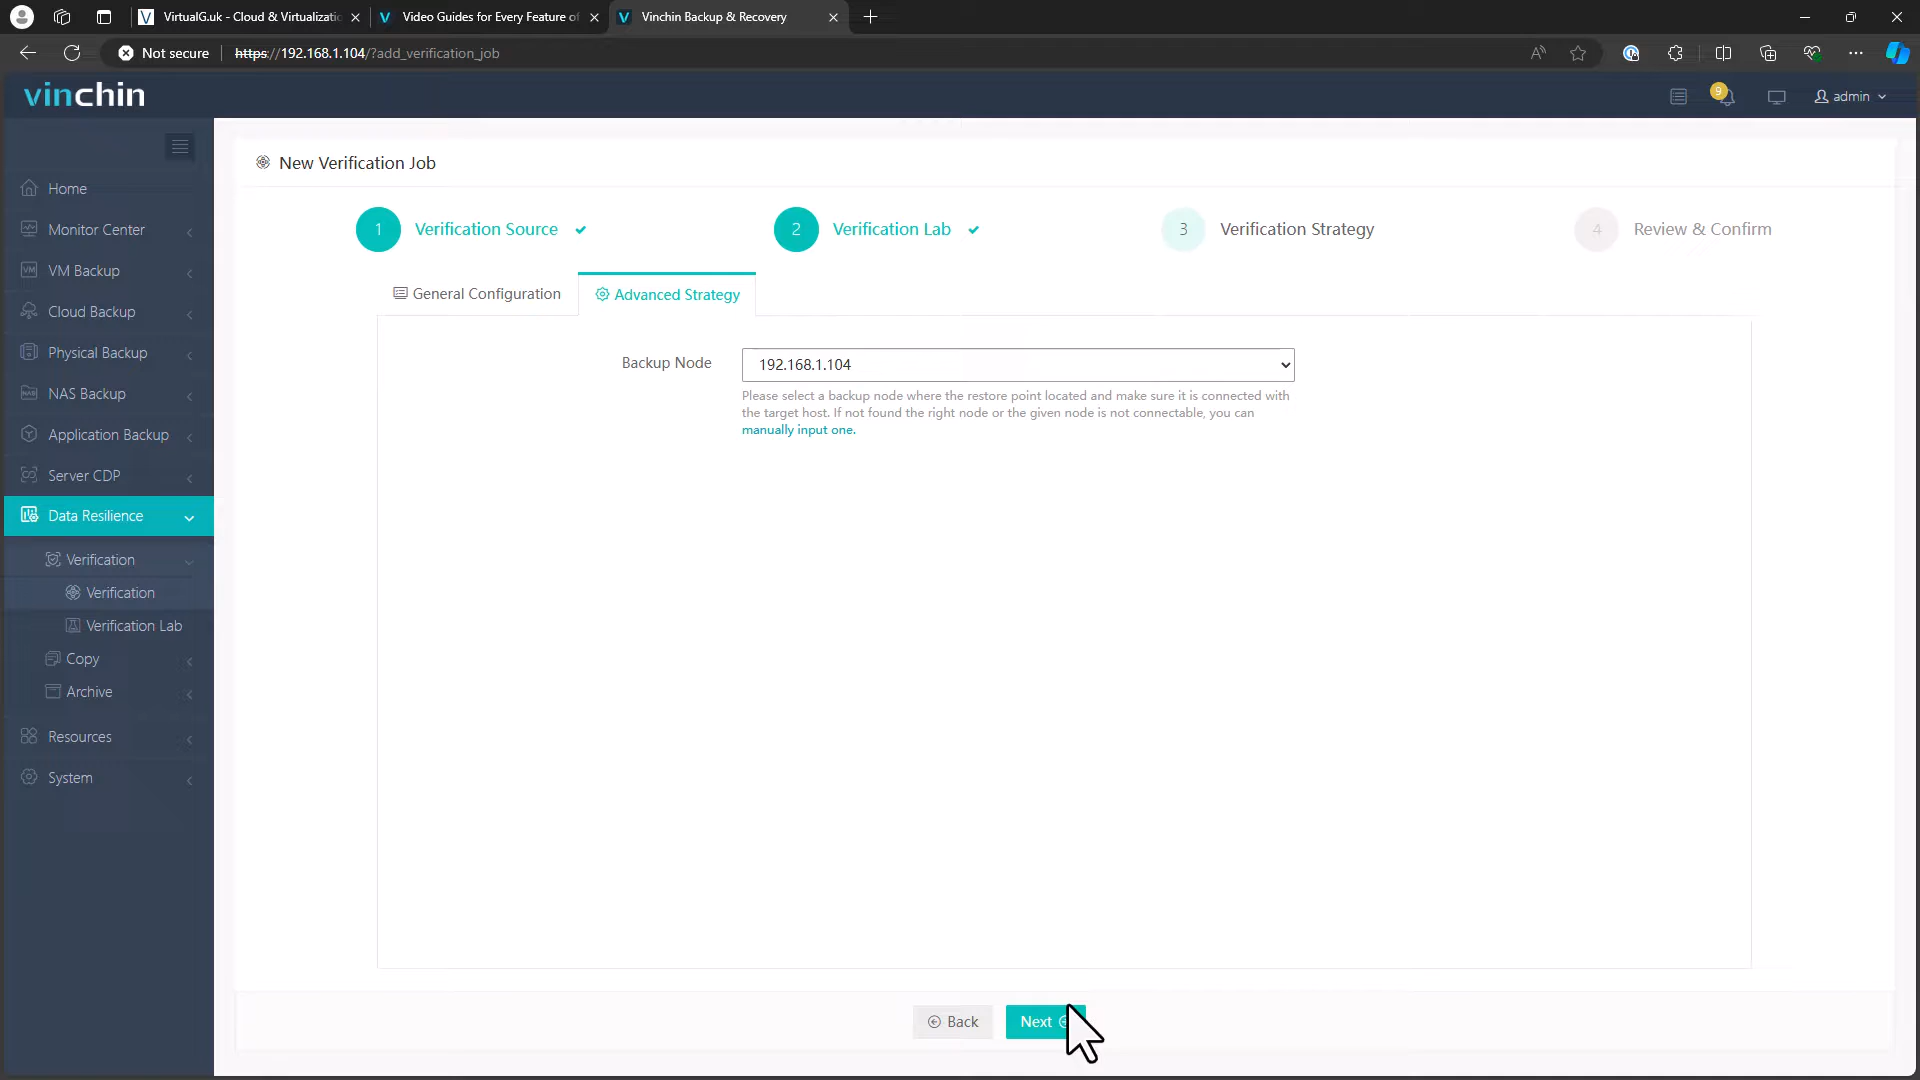 VirtualG.uk - Cloud & Virtualizatic
Video Guides for Every Feature of
Vinchin Backup & Recovery
Not secure
https://192.168.1.104/?add_verification_job
vinchin
9
admin
New Verification Job
Home
Monitor Center
VM Backup
Cloud Backup
Physical Backup
NAS Backup
Application Backup
Server CDP
Data Resilience
Verification
Verification
Verification Lab
Copy
Archive
Resources
System
1 Verification Source
2 Verification Lab
3 Verification Strategy
4 Review & Confirm
General Configuration
Advanced Strategy
Backup Node
192.168.1.104
Please select a backup node where the restore point located and make sure it is connected with
the target host. If not found the right node or the given node is not connectable, you can
manually input one.
Back
Next